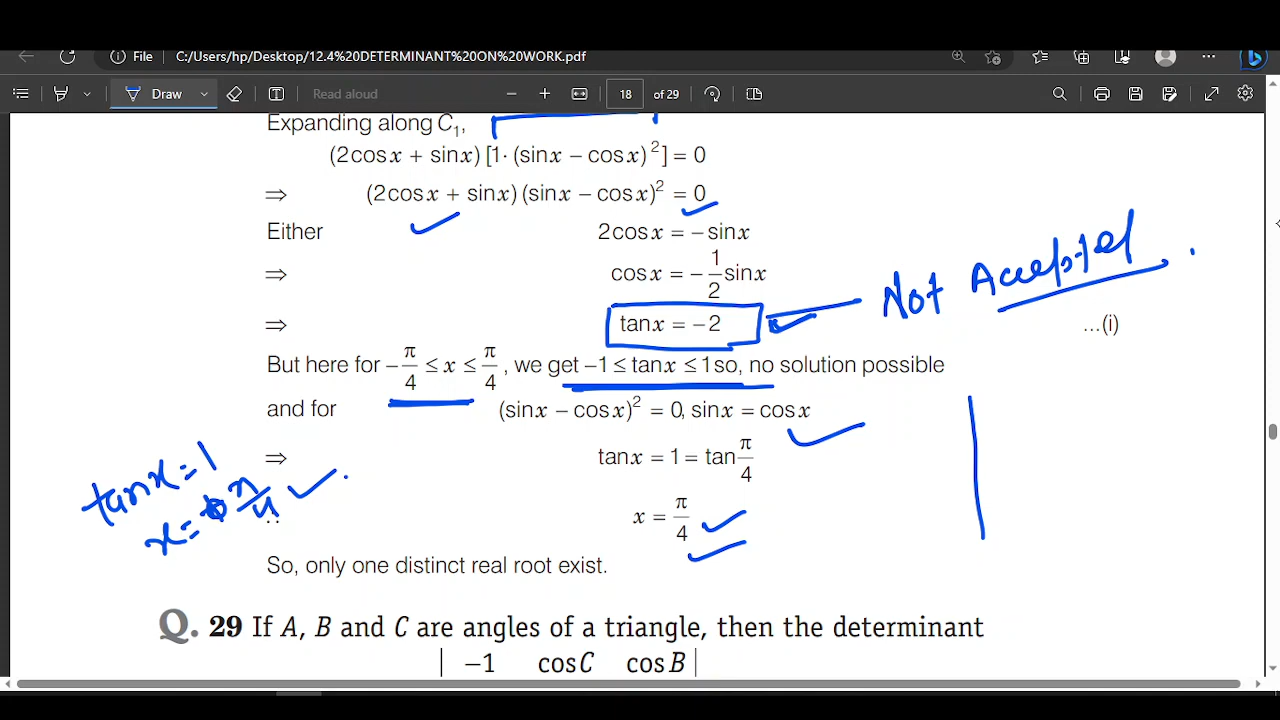 File C:/Users/hp/Desktop/12.4%20DETERMINANT%20ON%20WORK.pdf
Draw Read aloud 18 of 29
Expanding along C₁,
(2cosx + sinx) [1· (sinx − cosx)²] = 0
⇒ (2cosx + sinx) (sinx − cosx)² = 0
Either 2cosx = − sinx
⇒ cosx = − 1/2 sinx
⇒ tanx = − 2 ...(i)
Not Accepted.
But here for − π/4 ≤ x ≤ π/4, we get −1 ≤ tanx ≤ 1 so, no solution possible
and for (sinx − cosx)² = 0, sinx = cosx
⇒ tanx = 1 = tan π/4
tanx = 1
x = π/4
∴ x = π/4
So, only one distinct real root exist.
Q. 29 If A, B and C are angles of a triangle, then the determinant
| −1 cosC cosB |